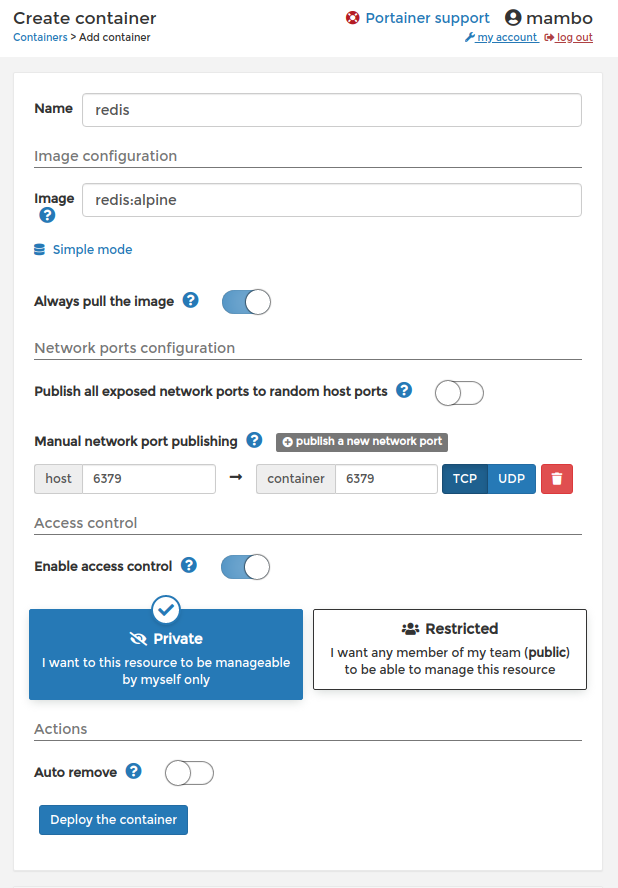 Create container
Portainer support mambo
Containers > Add container
my account log out
Name redis
Image configuration
Image redis:alpine
Simple mode
Always pull the image
Network ports configuration
Publish all exposed network ports to random host ports
Manual network port publishing publish a new network port
host 6379 → container 6379 TCP UDP
Access control
Enable access control
Private
I want to this resource to be manageable
by myself only
Restricted
I want any member of my team (public)
to be able to manage this resource
Actions
Auto remove
Deploy the container